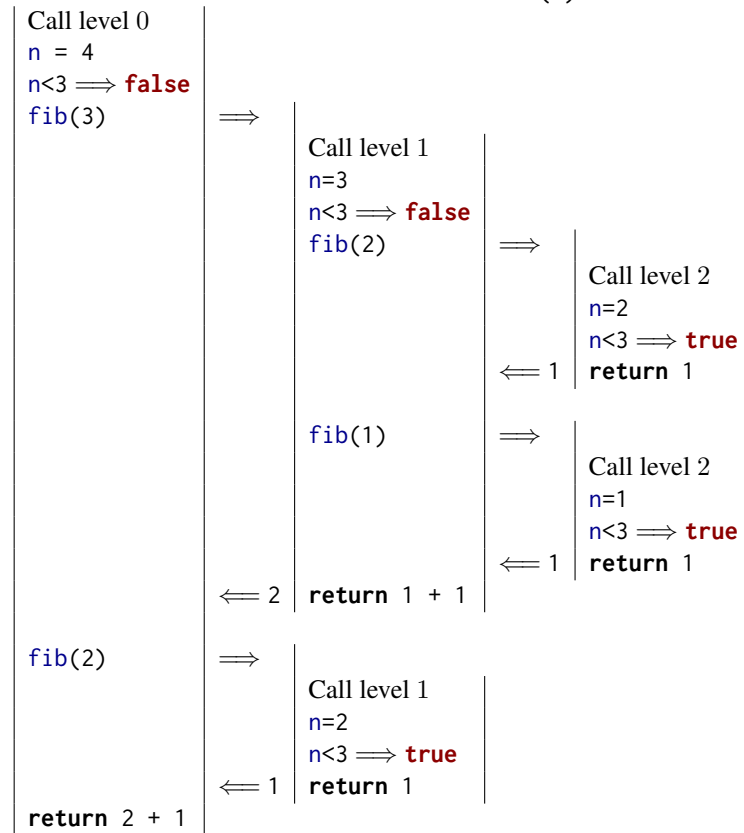 Call level 0
n = 4
n<3 ⟹ false
fib(3) ⟹
Call level 1
n=3
n<3 ⟹ false
fib(2) ⟹
Call level 2
n=2
n<3 ⟹ true
⟸ 1 return 1
fib(1) ⟹
Call level 2
n=1
n<3 ⟹ true
⟸ 1 return 1
⟸ 2 return 1 + 1
fib(2) ⟹
Call level 1
n=2
n<3 ⟹ true
⟸ 1 return 1
return 2 + 1